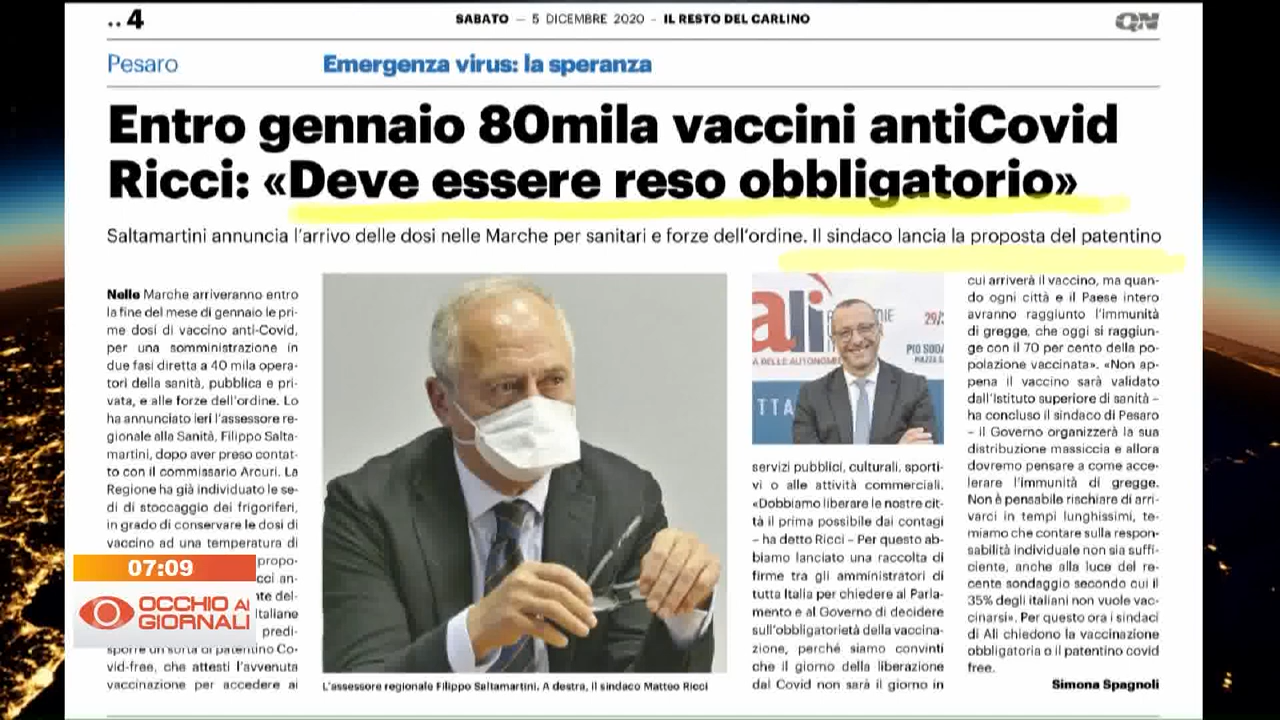 .. 4
SABATO — 5 DICEMBRE 2020 – IL RESTO DEL CARLINO
QN
Pesaro
Emergenza virus: la speranza
Entro gennaio 80mila vaccini antiCovid
Ricci: «Deve essere reso obbligatorio»
Saltamartini annuncia l'arrivo delle dosi nelle Marche per sanitari e forze dell'ordine. Il sindaco lancia la proposta del patentino
Nelle Marche arriveranno entro
la fine del mese di gennaio le pri-
me dosi di vaccino anti-Covid,
per una somministrazione in
due fasi diretta a 40 mila opera-
tori della sanità, pubblica e pri-
vata, e alle forze dell'ordine. Lo
ha annunciato ieri l'assessore re-
gionale alla Sanità, Filippo Salta-
martini, dopo aver preso contat-
to con il commissario Arcuri. La
Regione ha già individuato le se-
di di stoccaggio dei frigoriferi,
in grado di conservare le dosi di
vaccino ad una temperatura di
propo-
cci an-
te del-
Italiane
predi-
sporre un sorta di patentino Co-
vid-free, che attesti l'avvenuta
vaccinazione per accedere ai
07:09
OCCHIO AI
GIORNALI
L'assessore regionale Filippo Saltamartini. A destra, il sindaco Matteo Ricci
alì
29/
PIO SODA
A DELLE AUTONOMI
TTA
servizi pubblici, culturali, sporti-
vi o alle attività commerciali.
«Dobbiamo liberare le nostre cit-
tà il prima possibile dai contagi
– ha detto Ricci – Per questo ab-
biamo lanciato una raccolta di
firme tra gli amministratori di
tutta Italia per chiedere al Parla-
mento e al Governo di decidere
sull'obbligatorietà della vaccina-
zione, perché siamo convinti
che il giorno della liberazione
dal Covid non sarà il giorno in
cui arriverà il vaccino, ma quan-
do ogni città e il Paese intero
avranno raggiunto l'immunità
di gregge, che oggi si raggiun-
ge con il 70 per cento della po-
polazione vaccinata». «Non ap-
pena il vaccino sarà validato
dall'Istituto superiore di sanità –
ha concluso il sindaco di Pesaro
– il Governo organizzerà la sua
distribuzione massiccia e allora
dovremo pensare a come acce-
lerare l'immunità di gregge.
Non è pensabile rischiare di arri-
varci in tempi lunghissimi, te-
miamo che contare sulla respon-
sabilità individuale non sia suffi-
ciente, anche alla luce del re-
cente sondaggio secondo cui il
35% degli italiani non vuole vac-
cinarsi». Per questo ora i sindaci
di Ali chiedono la vaccinazione
obbligatoria o il patentino covid
free.
Simona Spagnoli